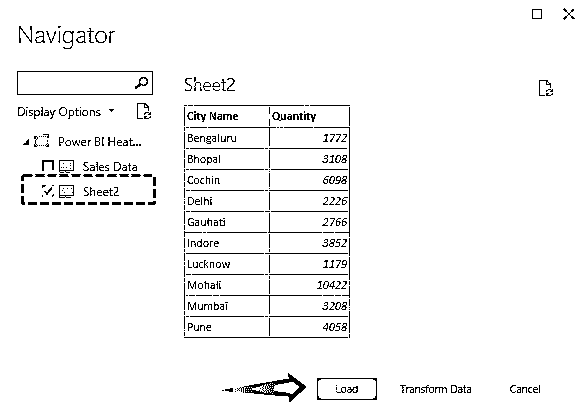 Navigator
Display Options
Power BI Heat...
Sales Data
Sheet2
Sheet2
City Name Quantity
Bengaluru 1772
Bhopal 3108
Cochin 6098
Delhi 2226
Gauhati 2766
Indore 3852
Lucknow 1179
Mohali 10422
Mumbai 3208
Pune 4058
Load Transform Data Cancel